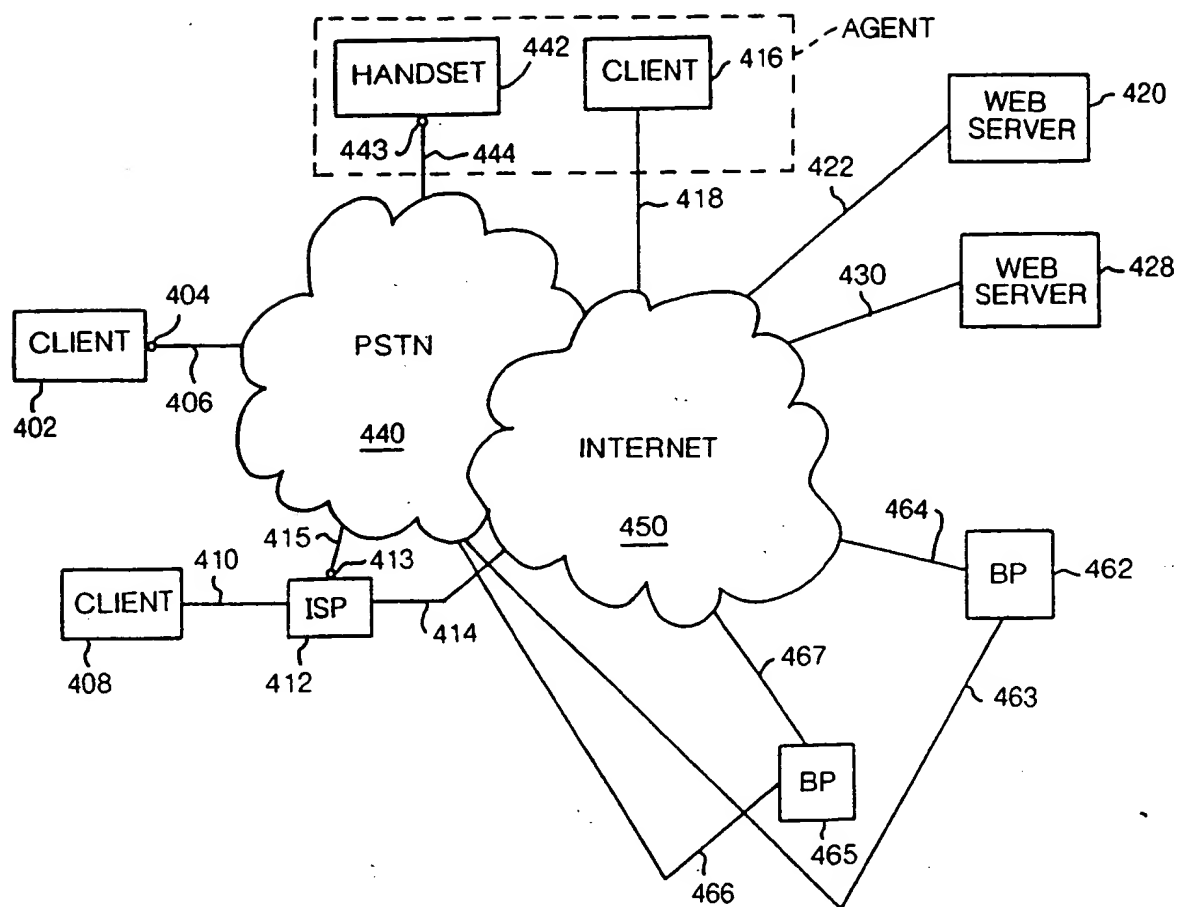 AGENT
HANDSET
442
CLIENT
416
443
444
418
WEB
SERVER
420
422
WEB
SERVER
428
430
404
CLIENT
402
406
PSTN
440
INTERNET
450
415
413
410
CLIENT
408
ISP
412
414
464
BP
462
463
467
BP
465
466